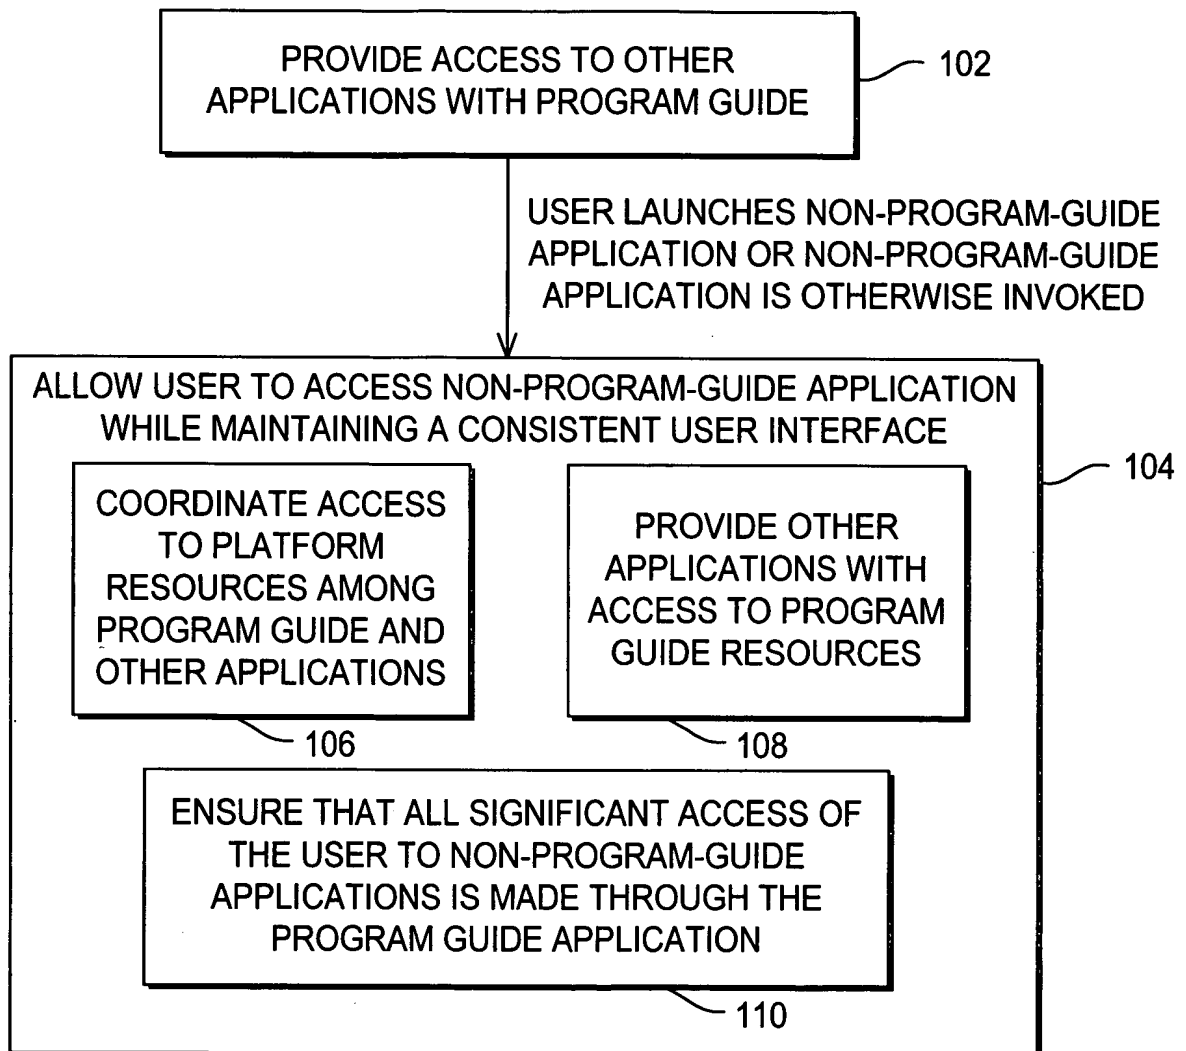 PROVIDE ACCESS TO OTHER
APPLICATIONS WITH PROGRAM GUIDE
102
USER LAUNCHES NON-PROGRAM-GUIDE
APPLICATION OR NON-PROGRAM-GUIDE
APPLICATION IS OTHERWISE INVOKED
ALLOW USER TO ACCESS NON-PROGRAM-GUIDE APPLICATION
WHILE MAINTAINING A CONSISTENT USER INTERFACE
104
COORDINATE ACCESS
TO PLATFORM
RESOURCES AMONG
PROGRAM GUIDE AND
OTHER APPLICATIONS
106
PROVIDE OTHER
APPLICATIONS WITH
ACCESS TO PROGRAM
GUIDE RESOURCES
108
ENSURE THAT ALL SIGNIFICANT ACCESS OF
THE USER TO NON-PROGRAM-GUIDE
APPLICATIONS IS MADE THROUGH THE
PROGRAM GUIDE APPLICATION
110